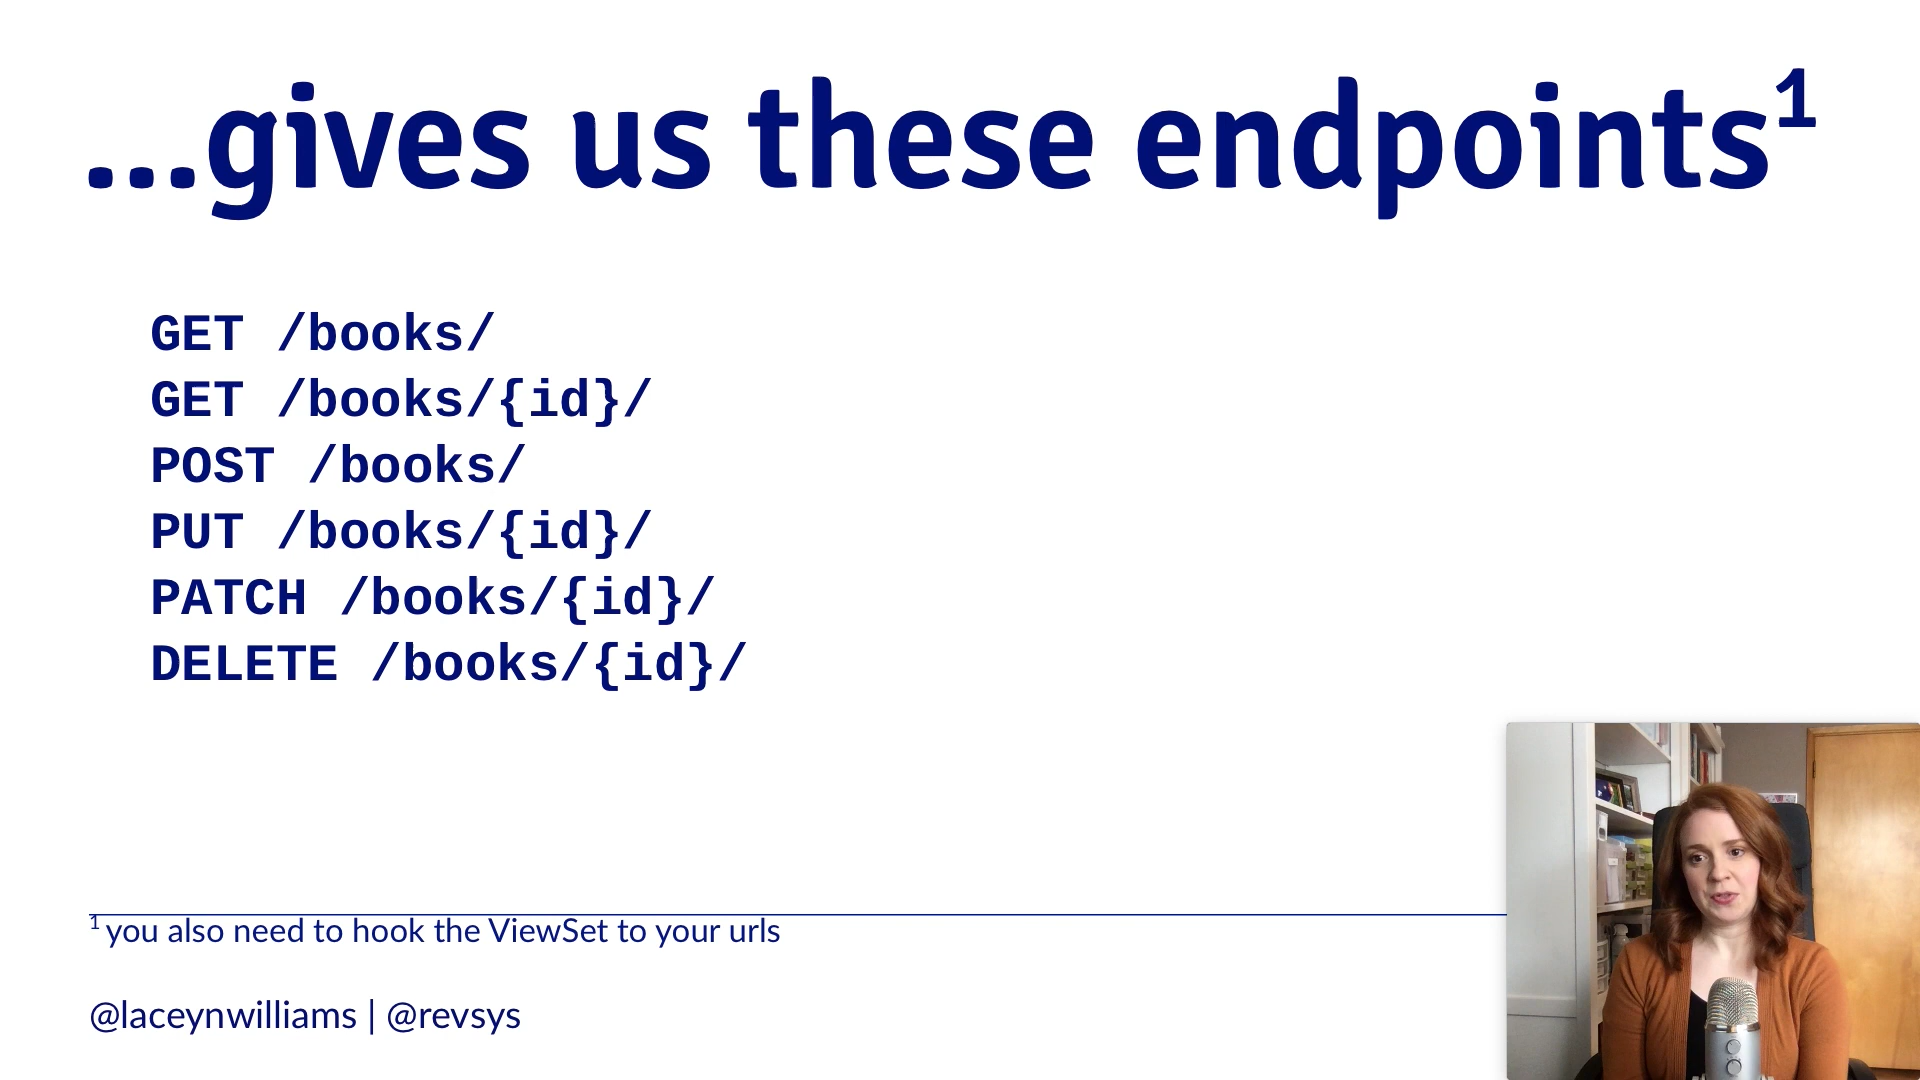 ...gives us these endpoints¹
GET /books/
GET /books/{id}/
POST /books/
PUT /books/{id}/
PATCH /books/{id}/
DELETE /books/{id}/
¹ you also need to hook the ViewSet to your urls
@laceynwilliams | @revsys